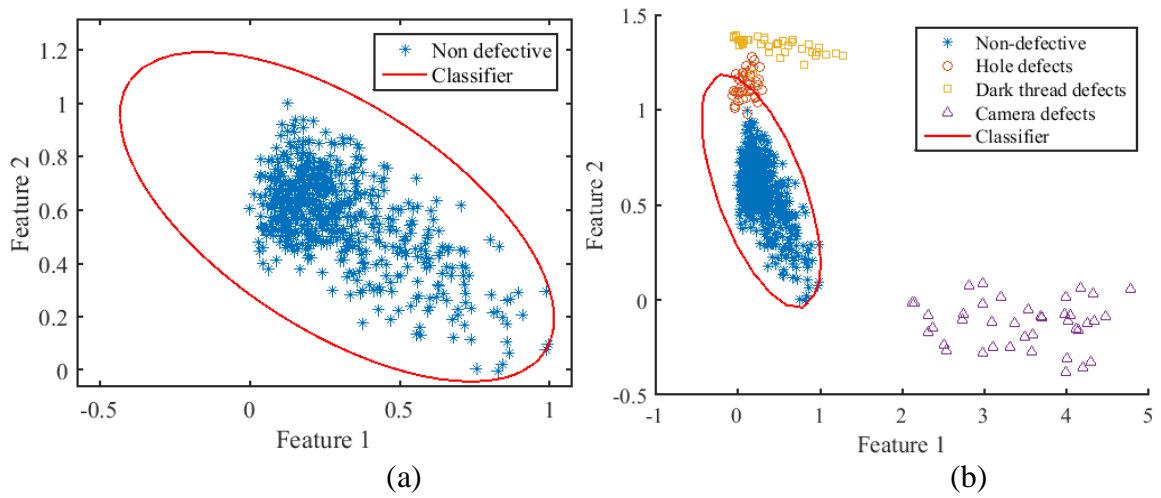 1.2
1
0.8
0.6
0.4
0.2
0
-0.5
0
0.5
1
Feature 2
Feature 1
Non defective
Classifier
(a)
1.5
1
0.5
0
-0.5
-1
0
1
2
3
4
5
Feature 2
Feature 1
Non-defective
Hole defects
Dark thread defects
Camera defects
Classifier
(b)